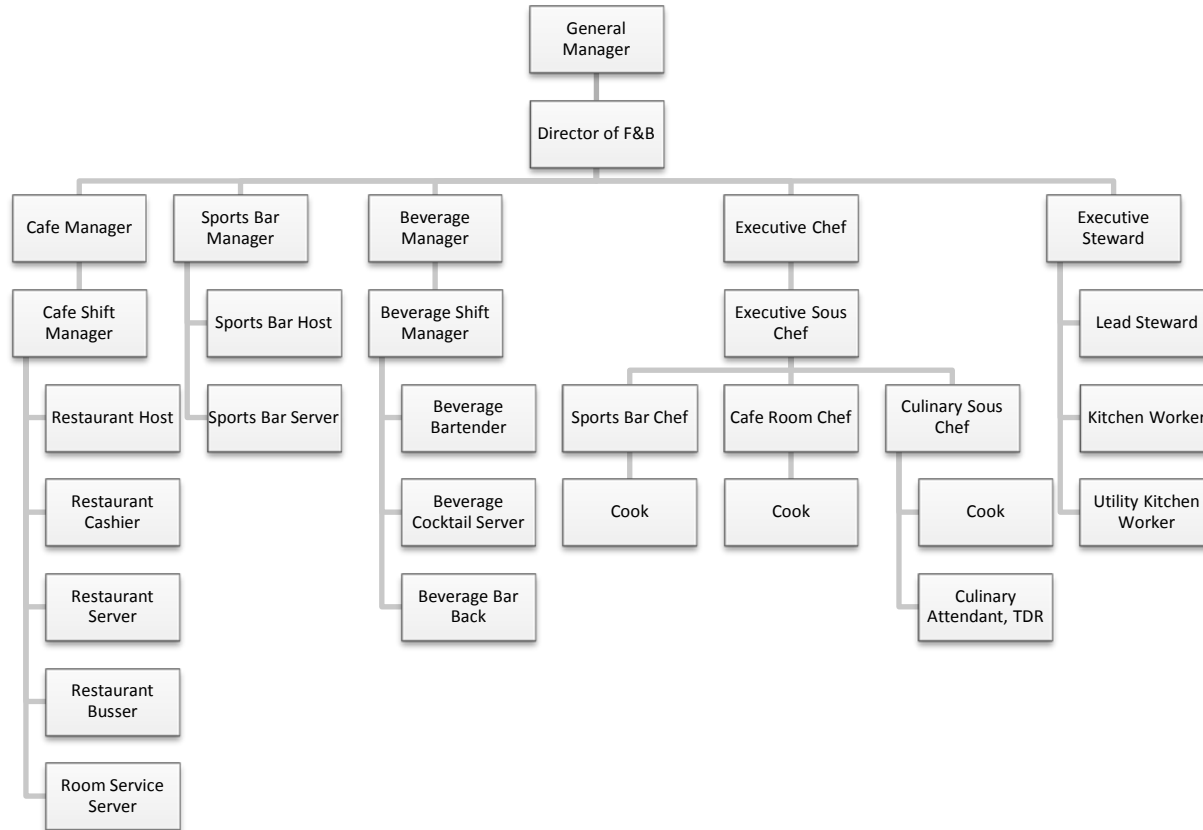 General
Manager
Director of F&B
Cafe Manager
Sports Bar
Manager
Beverage
Manager
Executive Chef
Executive
Steward
Cafe Shift
Manager
Sports Bar Host
Beverage Shift
Manager
Executive Sous
Chef
Lead Steward
Restaurant Host
Sports Bar Server
Beverage
Bartender
Sports Bar Chef
Cafe Room Chef
Culinary Sous
Chef
Kitchen Worker
Restaurant
Cashier
Beverage
Cocktail Server
Cook
Cook
Cook
Utility Kitchen
Worker
Restaurant
Server
Beverage Bar
Back
Culinary
Attendant, TDR
Restaurant
Busser
Room Service
Server